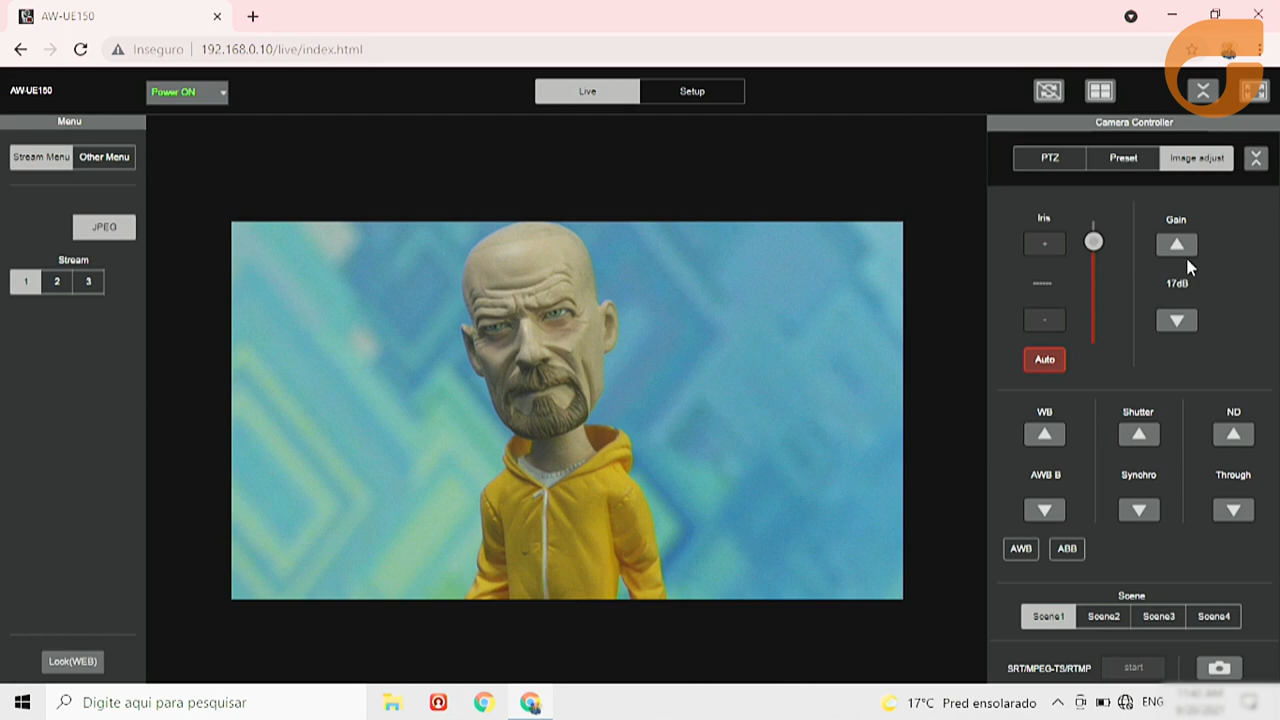 AW-UE150
Inseguro
192.168.0.10/live/index.html
AW-UE150
Power ON
Live
Setup
Menu
Stream Menu
Other Menu
JPEG
Stream
1
2
3
Look(WEB)
Camera Controller
PTZ
Preset
Image adjust
Iris
+
-----
-
Auto
Gain
17dB
WB
AWB B
AWB
ABB
Shutter
Synchro
ND
Through
Scene
Scene1
Scene2
Scene3
Scene4
SRT/MPEG-TS/RTMP
start
Digite aqui para pesquisar
17°C Pred ensolarado
ENG